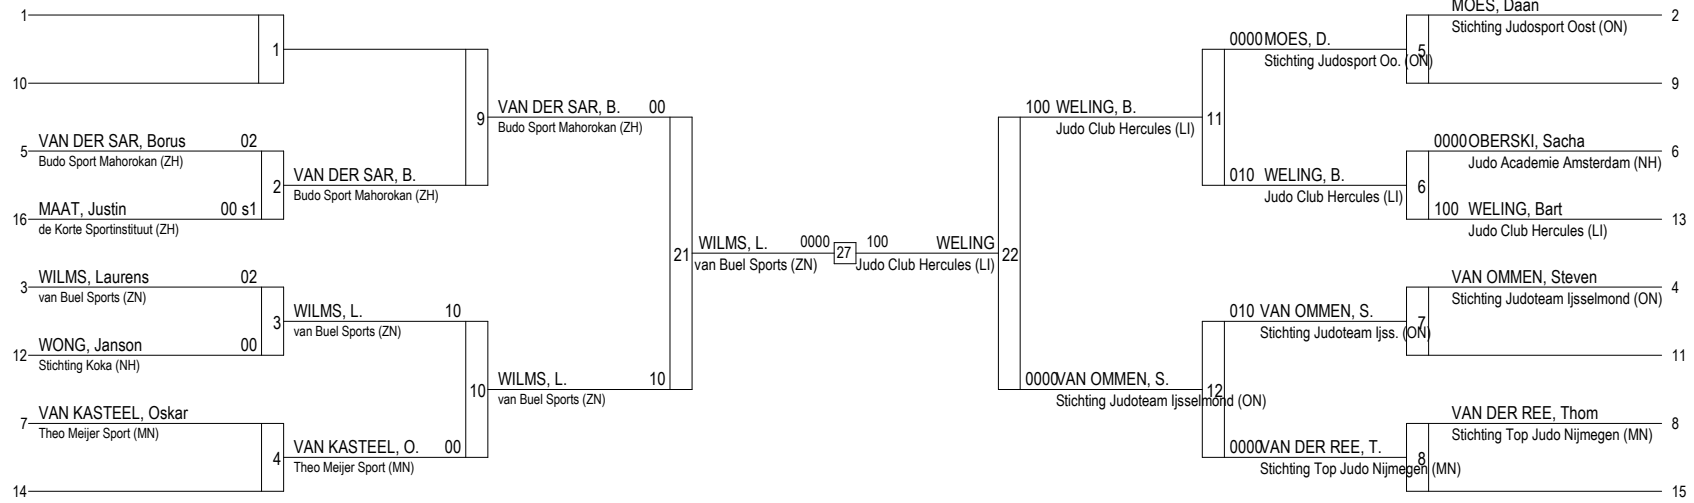 1
1
10
VAN DER SAR, Borus 02
5
Budo Sport Mahorokan (ZH)
2
MAAT, Justin 00 s1
16
de Korte Sportinstituut (ZH)
WILMS, Laurens 02
3
van Buel Sports (ZN)
3
WONG, Janson 00
12
Stichting Koka (NH)
VAN KASTEEL, Oskar
7
Theo Meijer Sport (MN)
4
14
VAN DER SAR, B.
Budo Sport Mahorokan (ZH)
9
WILMS, L. 10
van Buel Sports (ZN)
10
VAN KASTEEL, O. 00
Theo Meijer Sport (MN)
VAN DER SAR, B. 00
Budo Sport Mahorokan (ZH)
21
WILMS, L. 10
van Buel Sports (ZN)
WILMS, L. 0000
van Buel Sports (ZN)
27
100 WELING
Judo Club Hercules (LI)
22
100 WELING, B.
Judo Club Hercules (LI)
11
0000VAN OMMEN, S.
Stichting Judoteam Ijsselmond (ON)
12
0000MOES, D.
Stichting Judosport Oo. (ON)
5
010 WELING, B.
Judo Club Hercules (LI)
6
010 VAN OMMEN, S.
Stichting Judoteam Ijss. (ON)
7
0000VAN DER REE, T.
Stichting Top Judo Nijmegen (MN)
8
MOES, Daan
2
Stichting Judosport Oost (ON)
9
0000OBERSKI, Sacha
6
Judo Academie Amsterdam (NH)
100 WELING, Bart
13
Judo Club Hercules (LI)
VAN OMMEN, Steven
4
Stichting Judoteam Ijsselmond (ON)
11
VAN DER REE, Thom
8
Stichting Top Judo Nijmegen (MN)
15